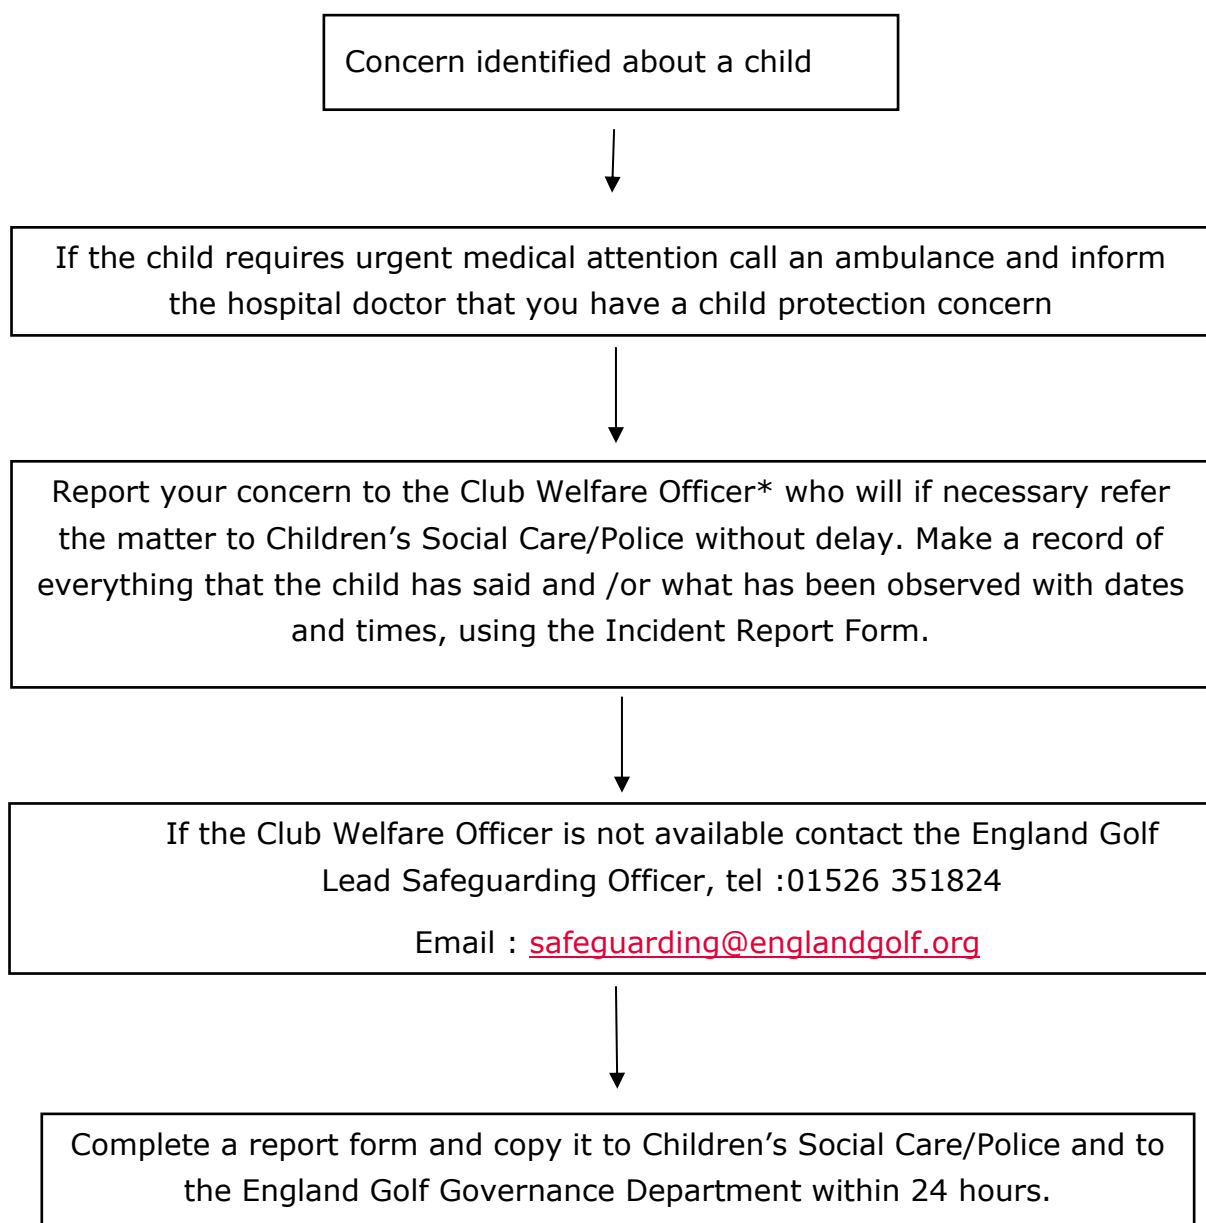 Concern identified about a child
If the child requires urgent medical attention call an ambulance and inform
the hospital doctor that you have a child protection concern
Report your concern to the Club Welfare Officer* who will if necessary refer
the matter to Children’s Social Care/Police without delay. Make a record of
everything that the child has said and /or what has been observed with dates
and times, using the Incident Report Form.
If the Club Welfare Officer is not available contact the England Golf
Lead Safeguarding Officer, tel :01526 351824
Email : safeguarding@englandgolf.org
Complete a report form and copy it to Children’s Social Care/Police and to
the England Golf Governance Department within 24 hours.